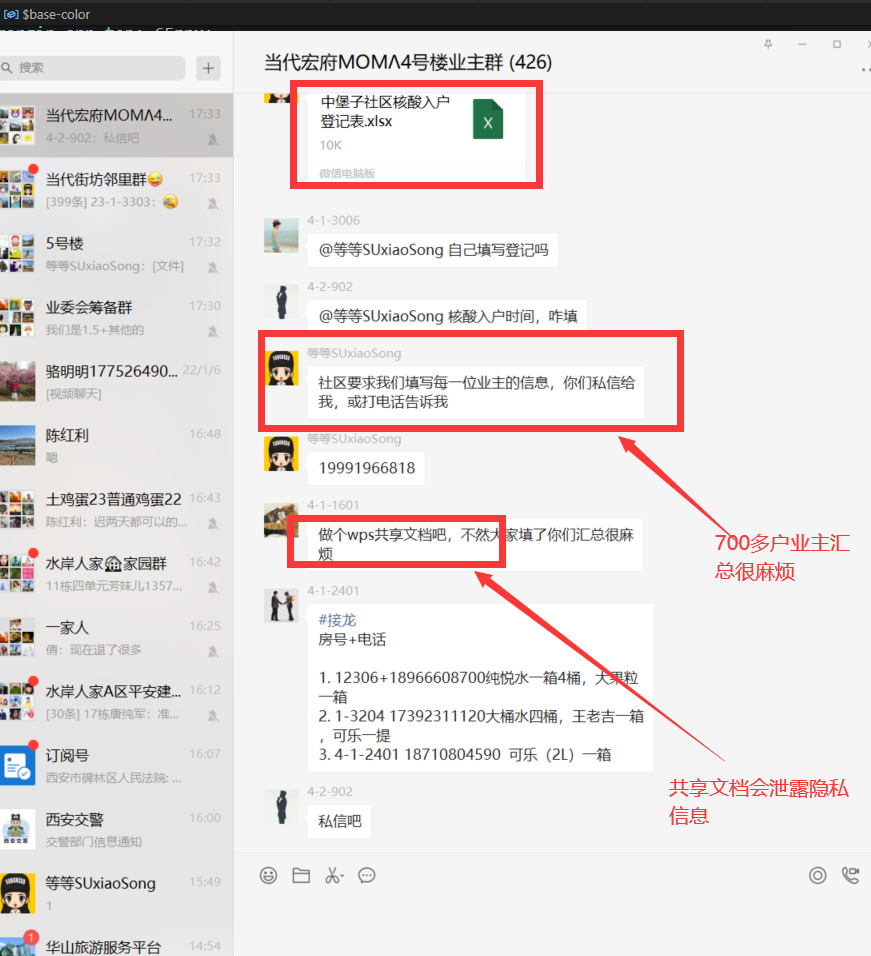 $base-color
搜索
当代宏府MOMΛ4... 17:33
4-2-902：私信吧
当代街坊邻里群 17:33
[399条] 23-1-3303：
5号楼 17:32
等等SUxiaoSong：[文件]
业委会筹备群 17:30
我们是1.5+其他的
骆明明177526490... 22/1/6
[视频聊天]
陈红利 16:48
嗯
土鸡蛋23普通鸡蛋22 16:43
陈红利：迟两天都可以的...
水岸人家家园群 16:42
11栋四单元芳妹儿1357...
一家人 16:25
倩：现在退了很多
水岸人家A区平安建... 16:12
[30条] 17栋唐纯军：准...
订阅号 16:07
西安市碑林区人民法院: ...
西安交警 16:00
交警部门信息通知
等等SUxiaoSong 15:49
1
华山旅游服务平台 14:54
1
当代宏府MOMΛ4号楼业主群 (426)
中堡子社区核酸入户
登记表.xlsx
X
10K
微信电脑版
4-1-3006
@等等SUxiaoSong 自己填写登记吗
4-2-902
@等等SUxiaoSong 核酸入户时间，咋填
等等SUxiaoSong
社区要求我们填写每一位业主的信息，你们私信给
我，或打电话告诉我
等等SUxiaoSong
19991966818
4-1-1601
做个wps共享文档吧，不然大家填了你们汇总很麻
烦
4-1-2401
#接龙
房号+电话
1. 12306+18966608700纯悦水一箱4桶，大果粒
一箱
2. 1-3204 17392311120大桶水四桶，王老吉一箱
，可乐一提
3. 4-1-2401 18710804590 可乐（2L）一箱
4-2-902
私信吧
700多户业主汇
总很麻烦
共享文档会泄露隐私
信息